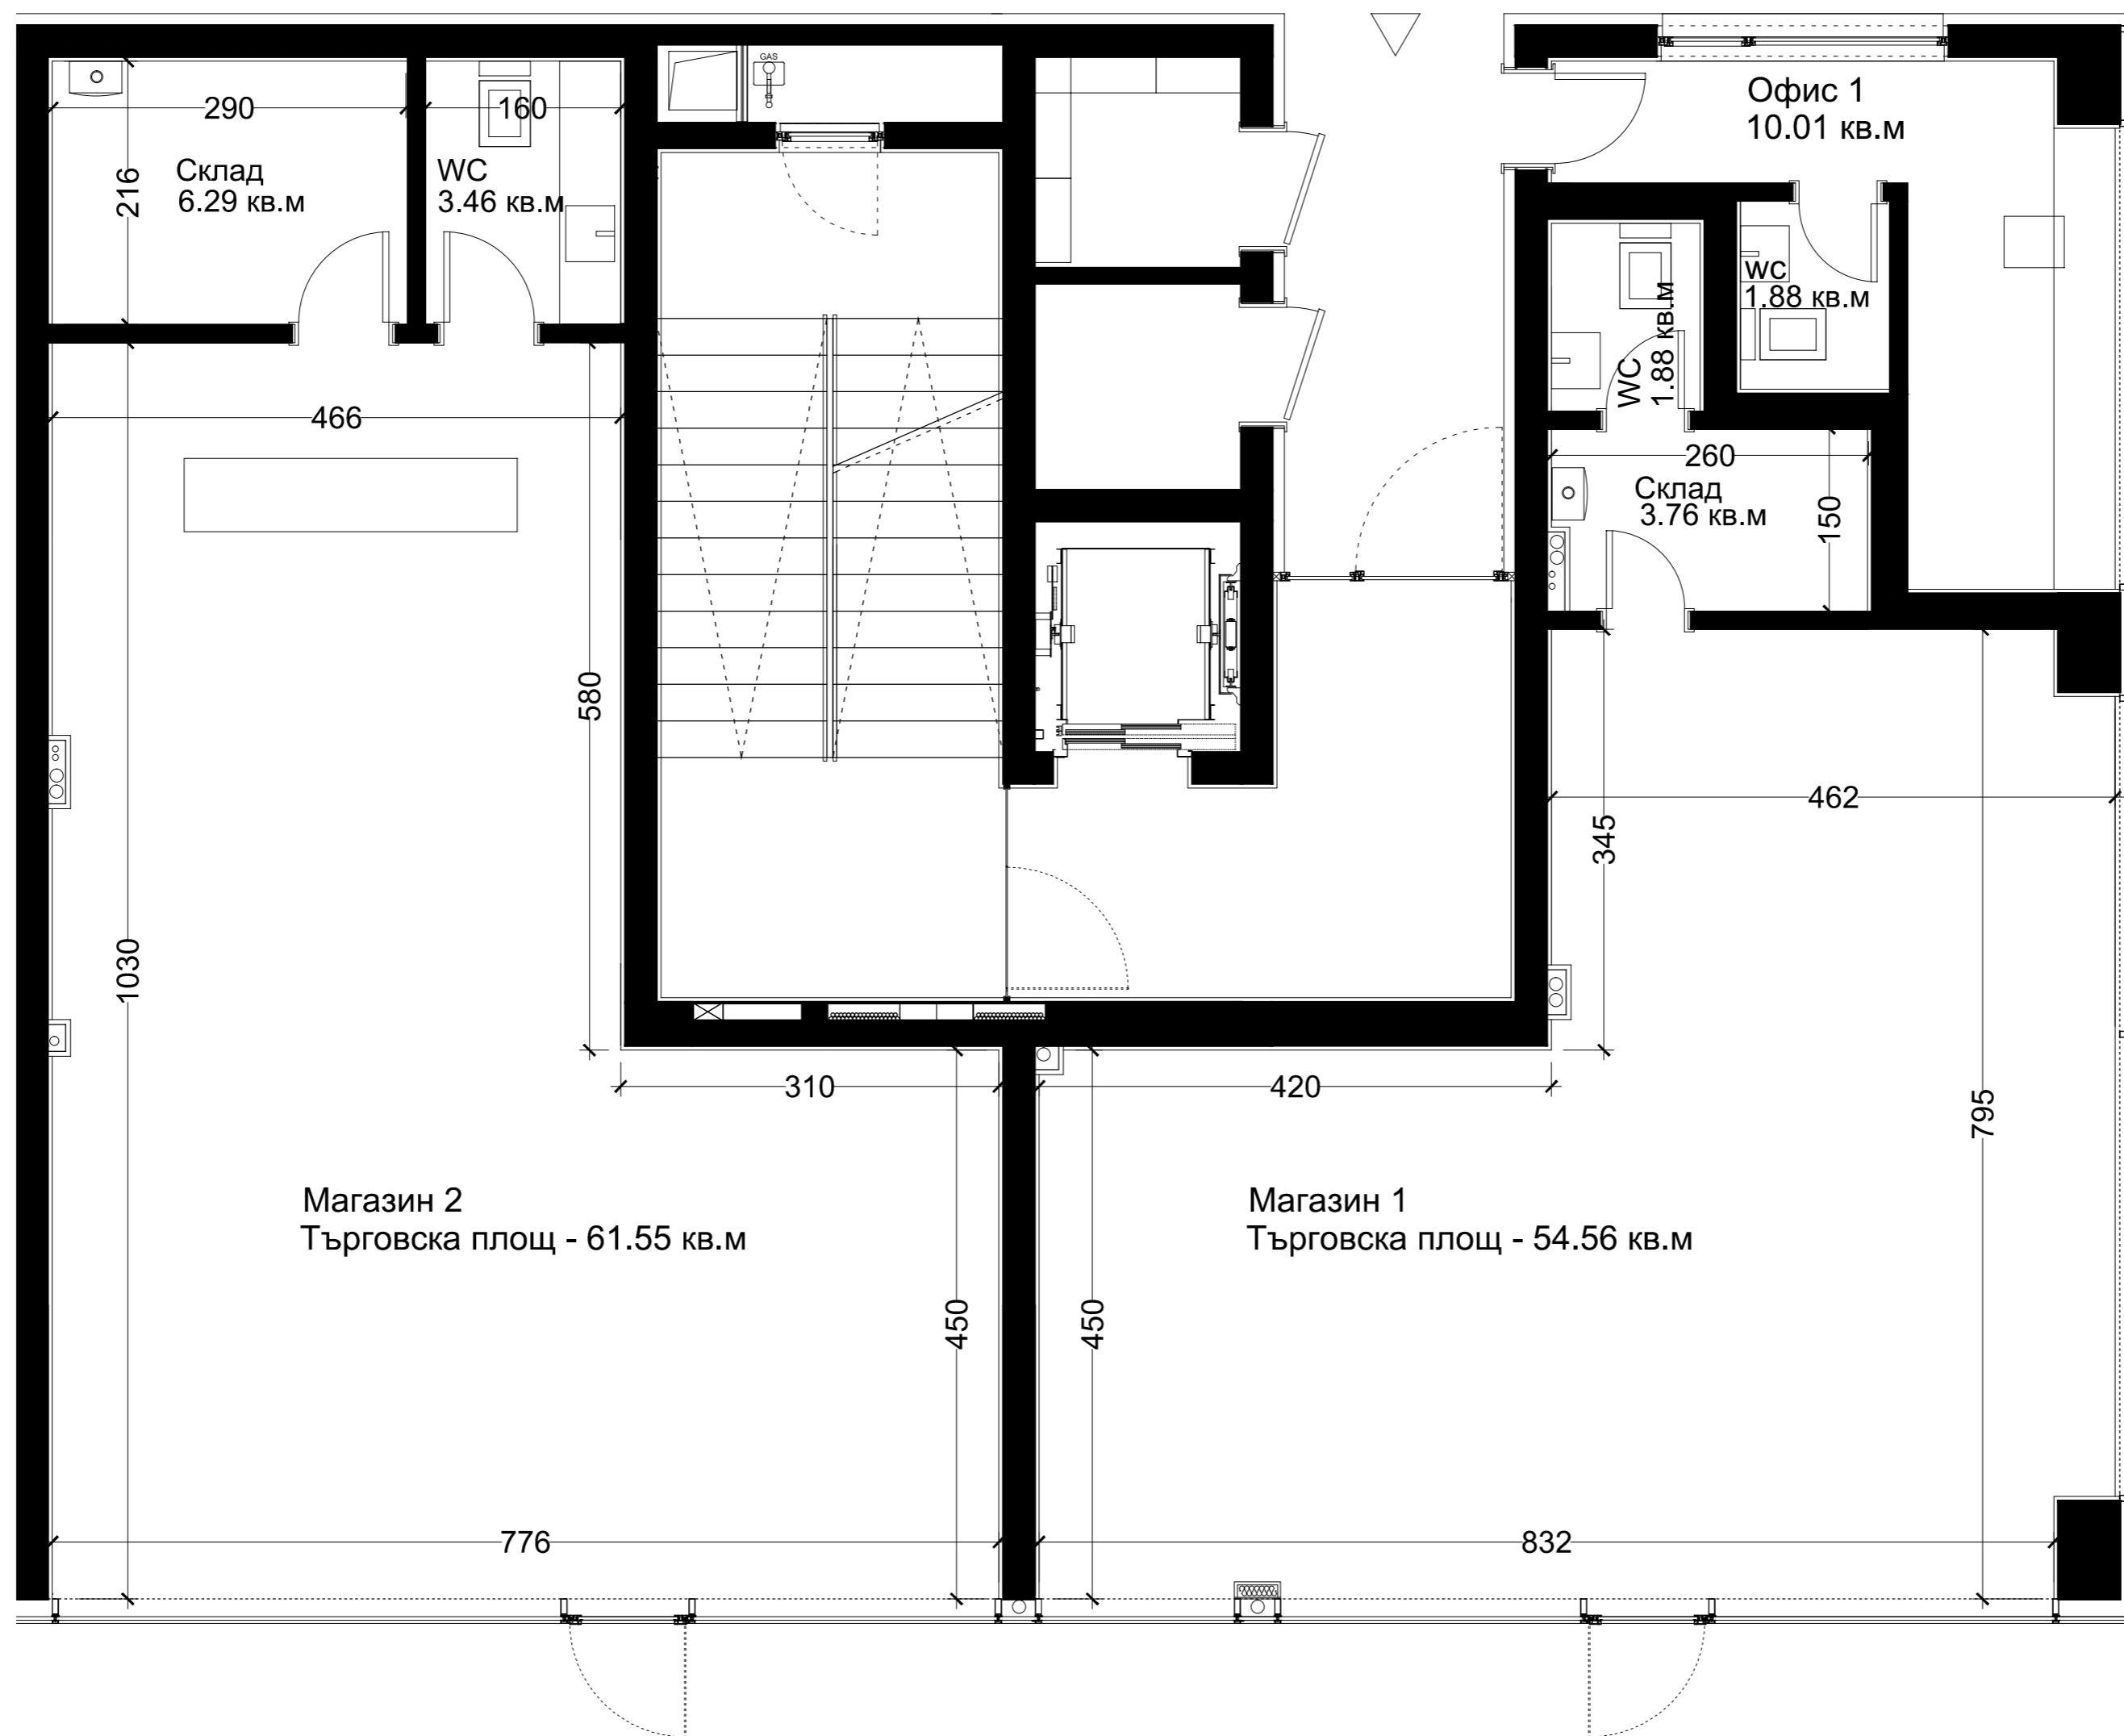 GAS
Офис 1
10.01 кв.м
290
160
Склад
6.29 кв.м
216
WC
3.46 кв.м
wc
1.88 кв.м
WC
1.88 кв.м
466
260
Склад
3.76 кв.м
150
580
462
345
1030
310
420
795
Магазин 2
Търговска площ - 61.55 кв.м
Магазин 1
Търговска площ - 54.56 кв.м
450
450
776
832